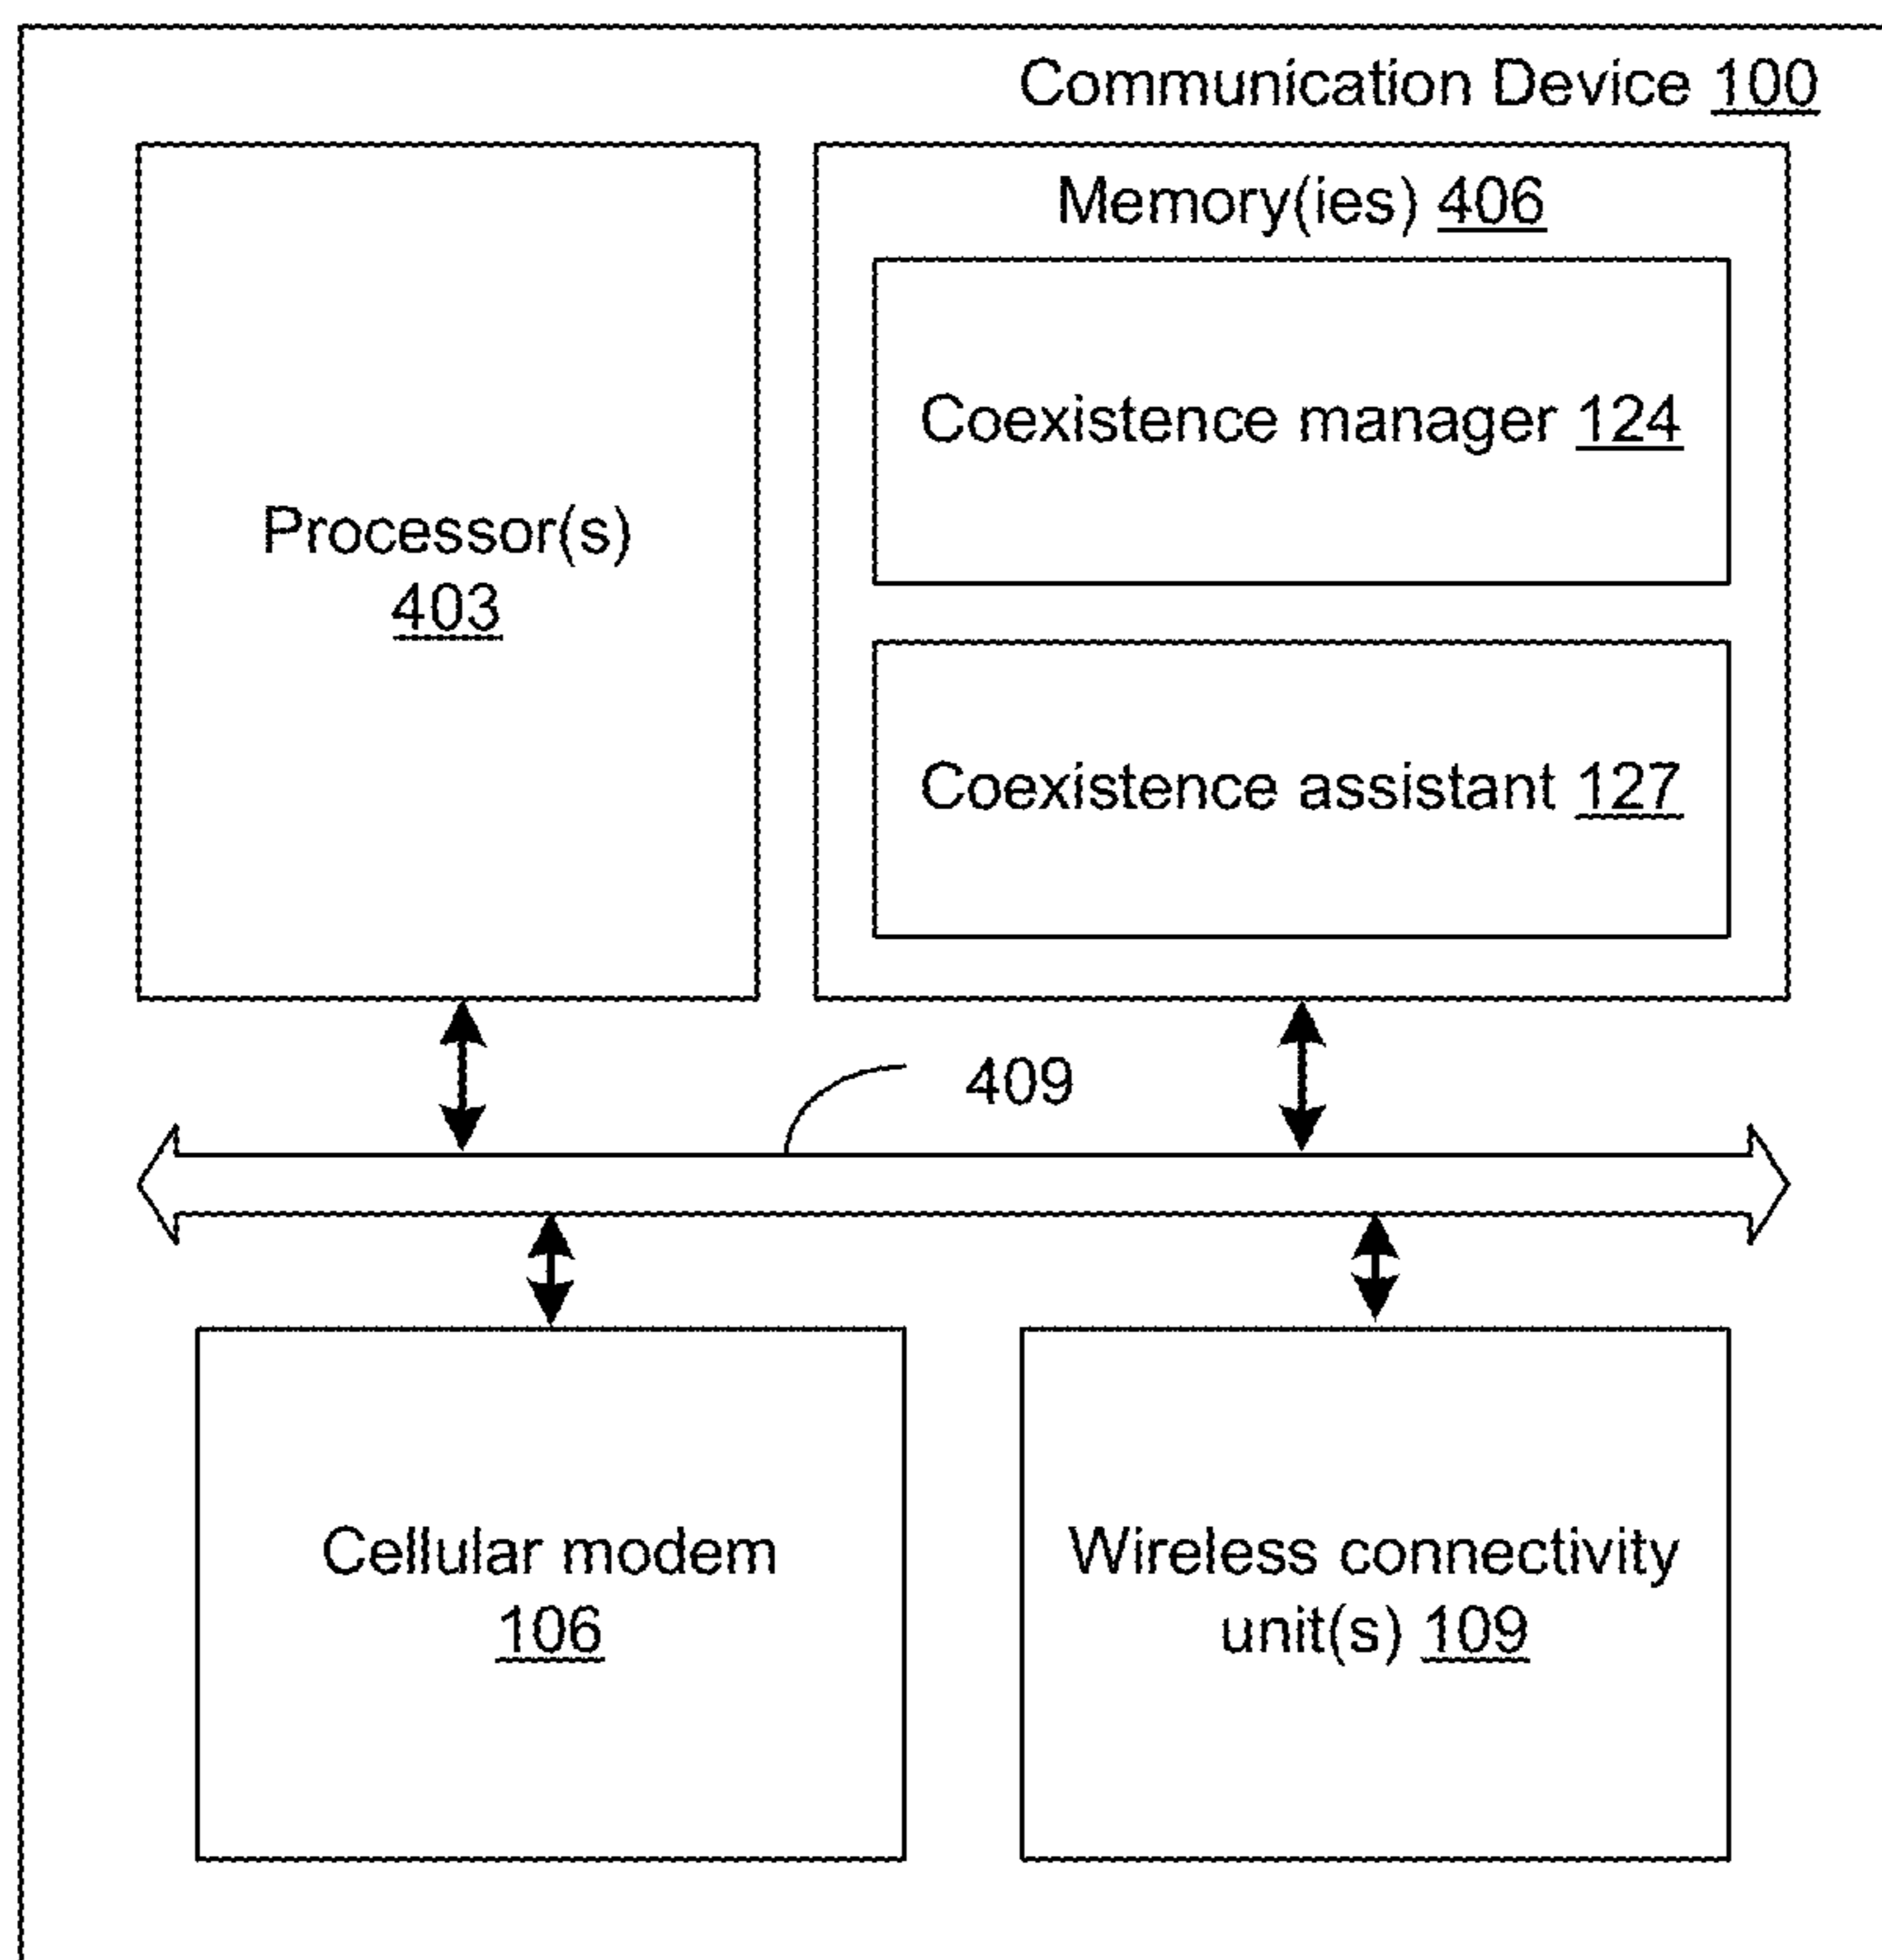 Communication Device 100
Memory(ies) 406
Coexistence manager 124
Processor(s)
403
Coexistence assistant 127
409
Cellular modem
106
Wireless connectivity
unit(s) 109